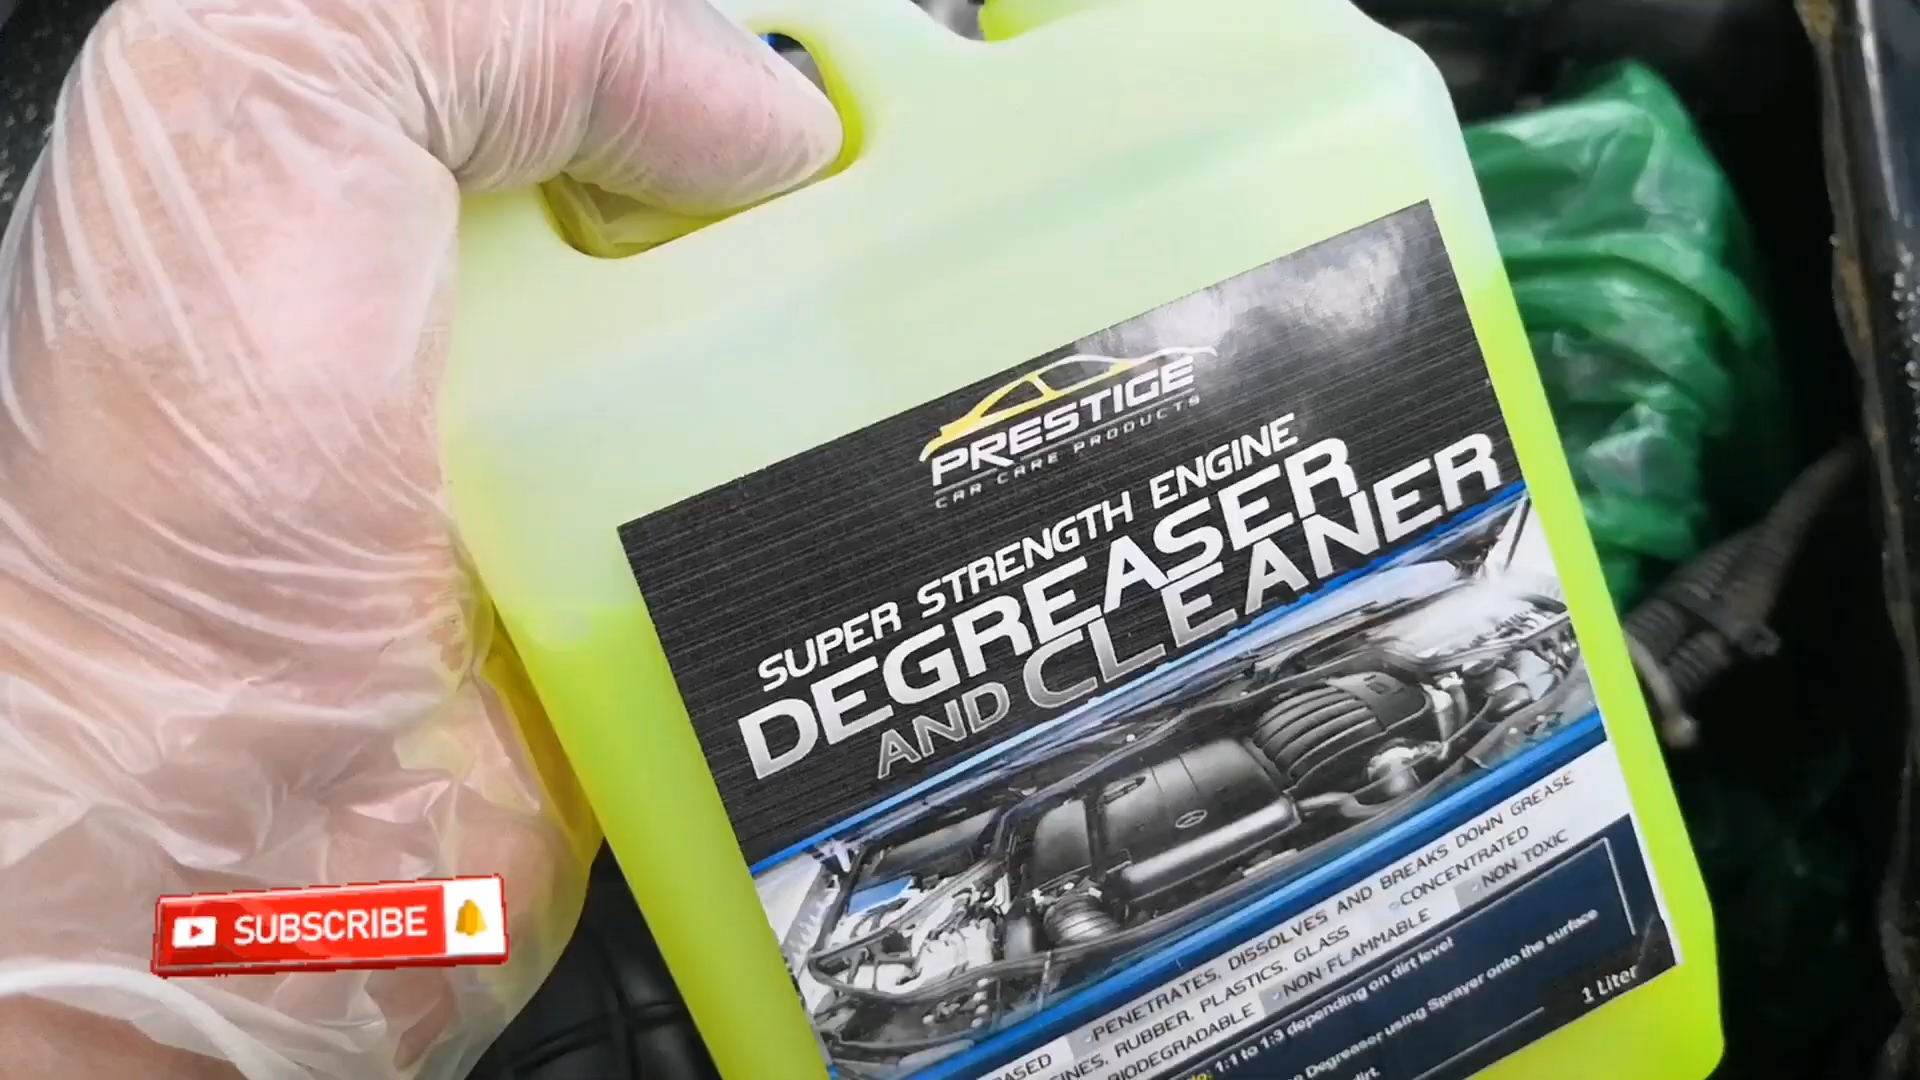 PRESTIGE
CAR CARE PRODUCTS
SUPER STRENGTH ENGINE
DEGREASER
AND CLEANER
PENETRATES, DISSOLVES AND BREAKS DOWN GREASE
RUBBER, PLASTICS, GLASS CONCENTRATED
BIODEGRADABLE NON-FLAMMABLE NON TOXIC
1:1 to 1:3 depending on dirt level
Degreaser using Sprayer onto the surface
dirt.
1 Liter
SUBSCRIBE